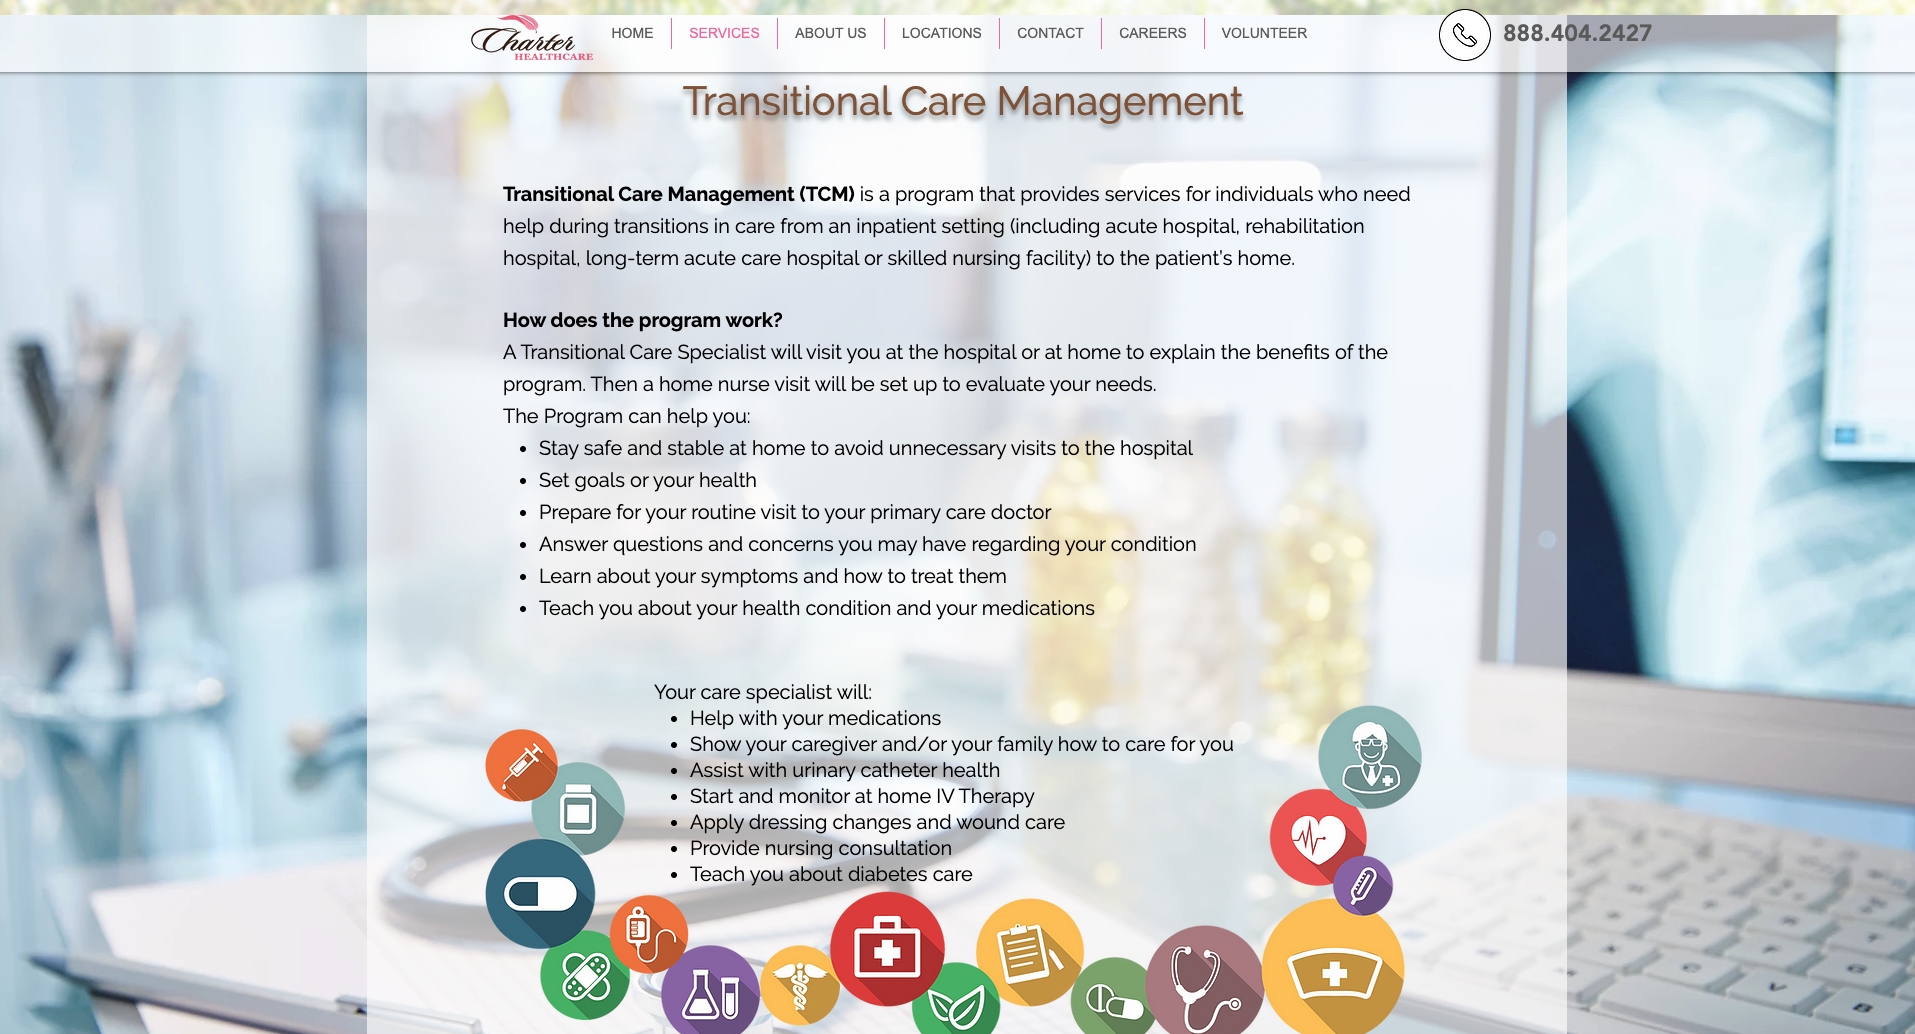 Charter
HEALTHCARE
HOME
SERVICES
ABOUT US
LOCATIONS
CONTACT
CAREERS
VOLUNTEER
888.404.2427
Transitional Care Management
Transitional Care Management (TCM) is a program that provides services for individuals who need
help during transitions in care from an inpatient setting (including acute hospital, rehabilitation
hospital, long-term acute care hospital or skilled nursing facility) to the patient's home.
How does the program work?
A Transitional Care Specialist will visit you at the hospital or at home to explain the benefits of the
program. Then a home nurse visit will be set up to evaluate your needs.
The Program can help you:
• Stay safe and stable at home to avoid unnecessary visits to the hospital
• Set goals or your health
• Prepare for your routine visit to your primary care doctor
• Answer questions and concerns you may have regarding your condition
• Learn about your symptoms and how to treat them
• Teach you about your health condition and your medications
Your care specialist will:
• Help with your medications
• Show your caregiver and/or your family how to care for you
• Assist with urinary catheter health
• Start and monitor at home IV Therapy
• Apply dressing changes and wound care
• Provide nursing consultation
• Teach you about diabetes care